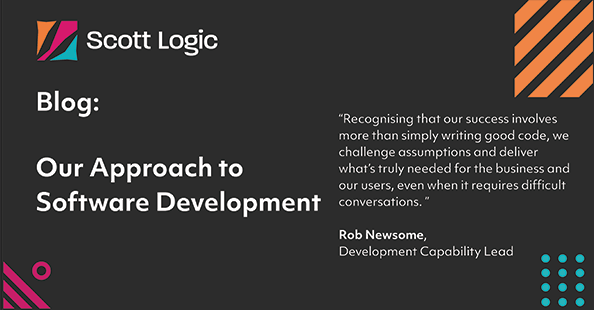 Scott Logic
Blog:
Our Approach to
Software Development
“Recognising that our success involves
more than simply writing good code, we
challenge assumptions and deliver
what’s truly needed for the business and
our users, even when it requires difficult
conversations. ”
Rob Newsome,
Development Capability Lead